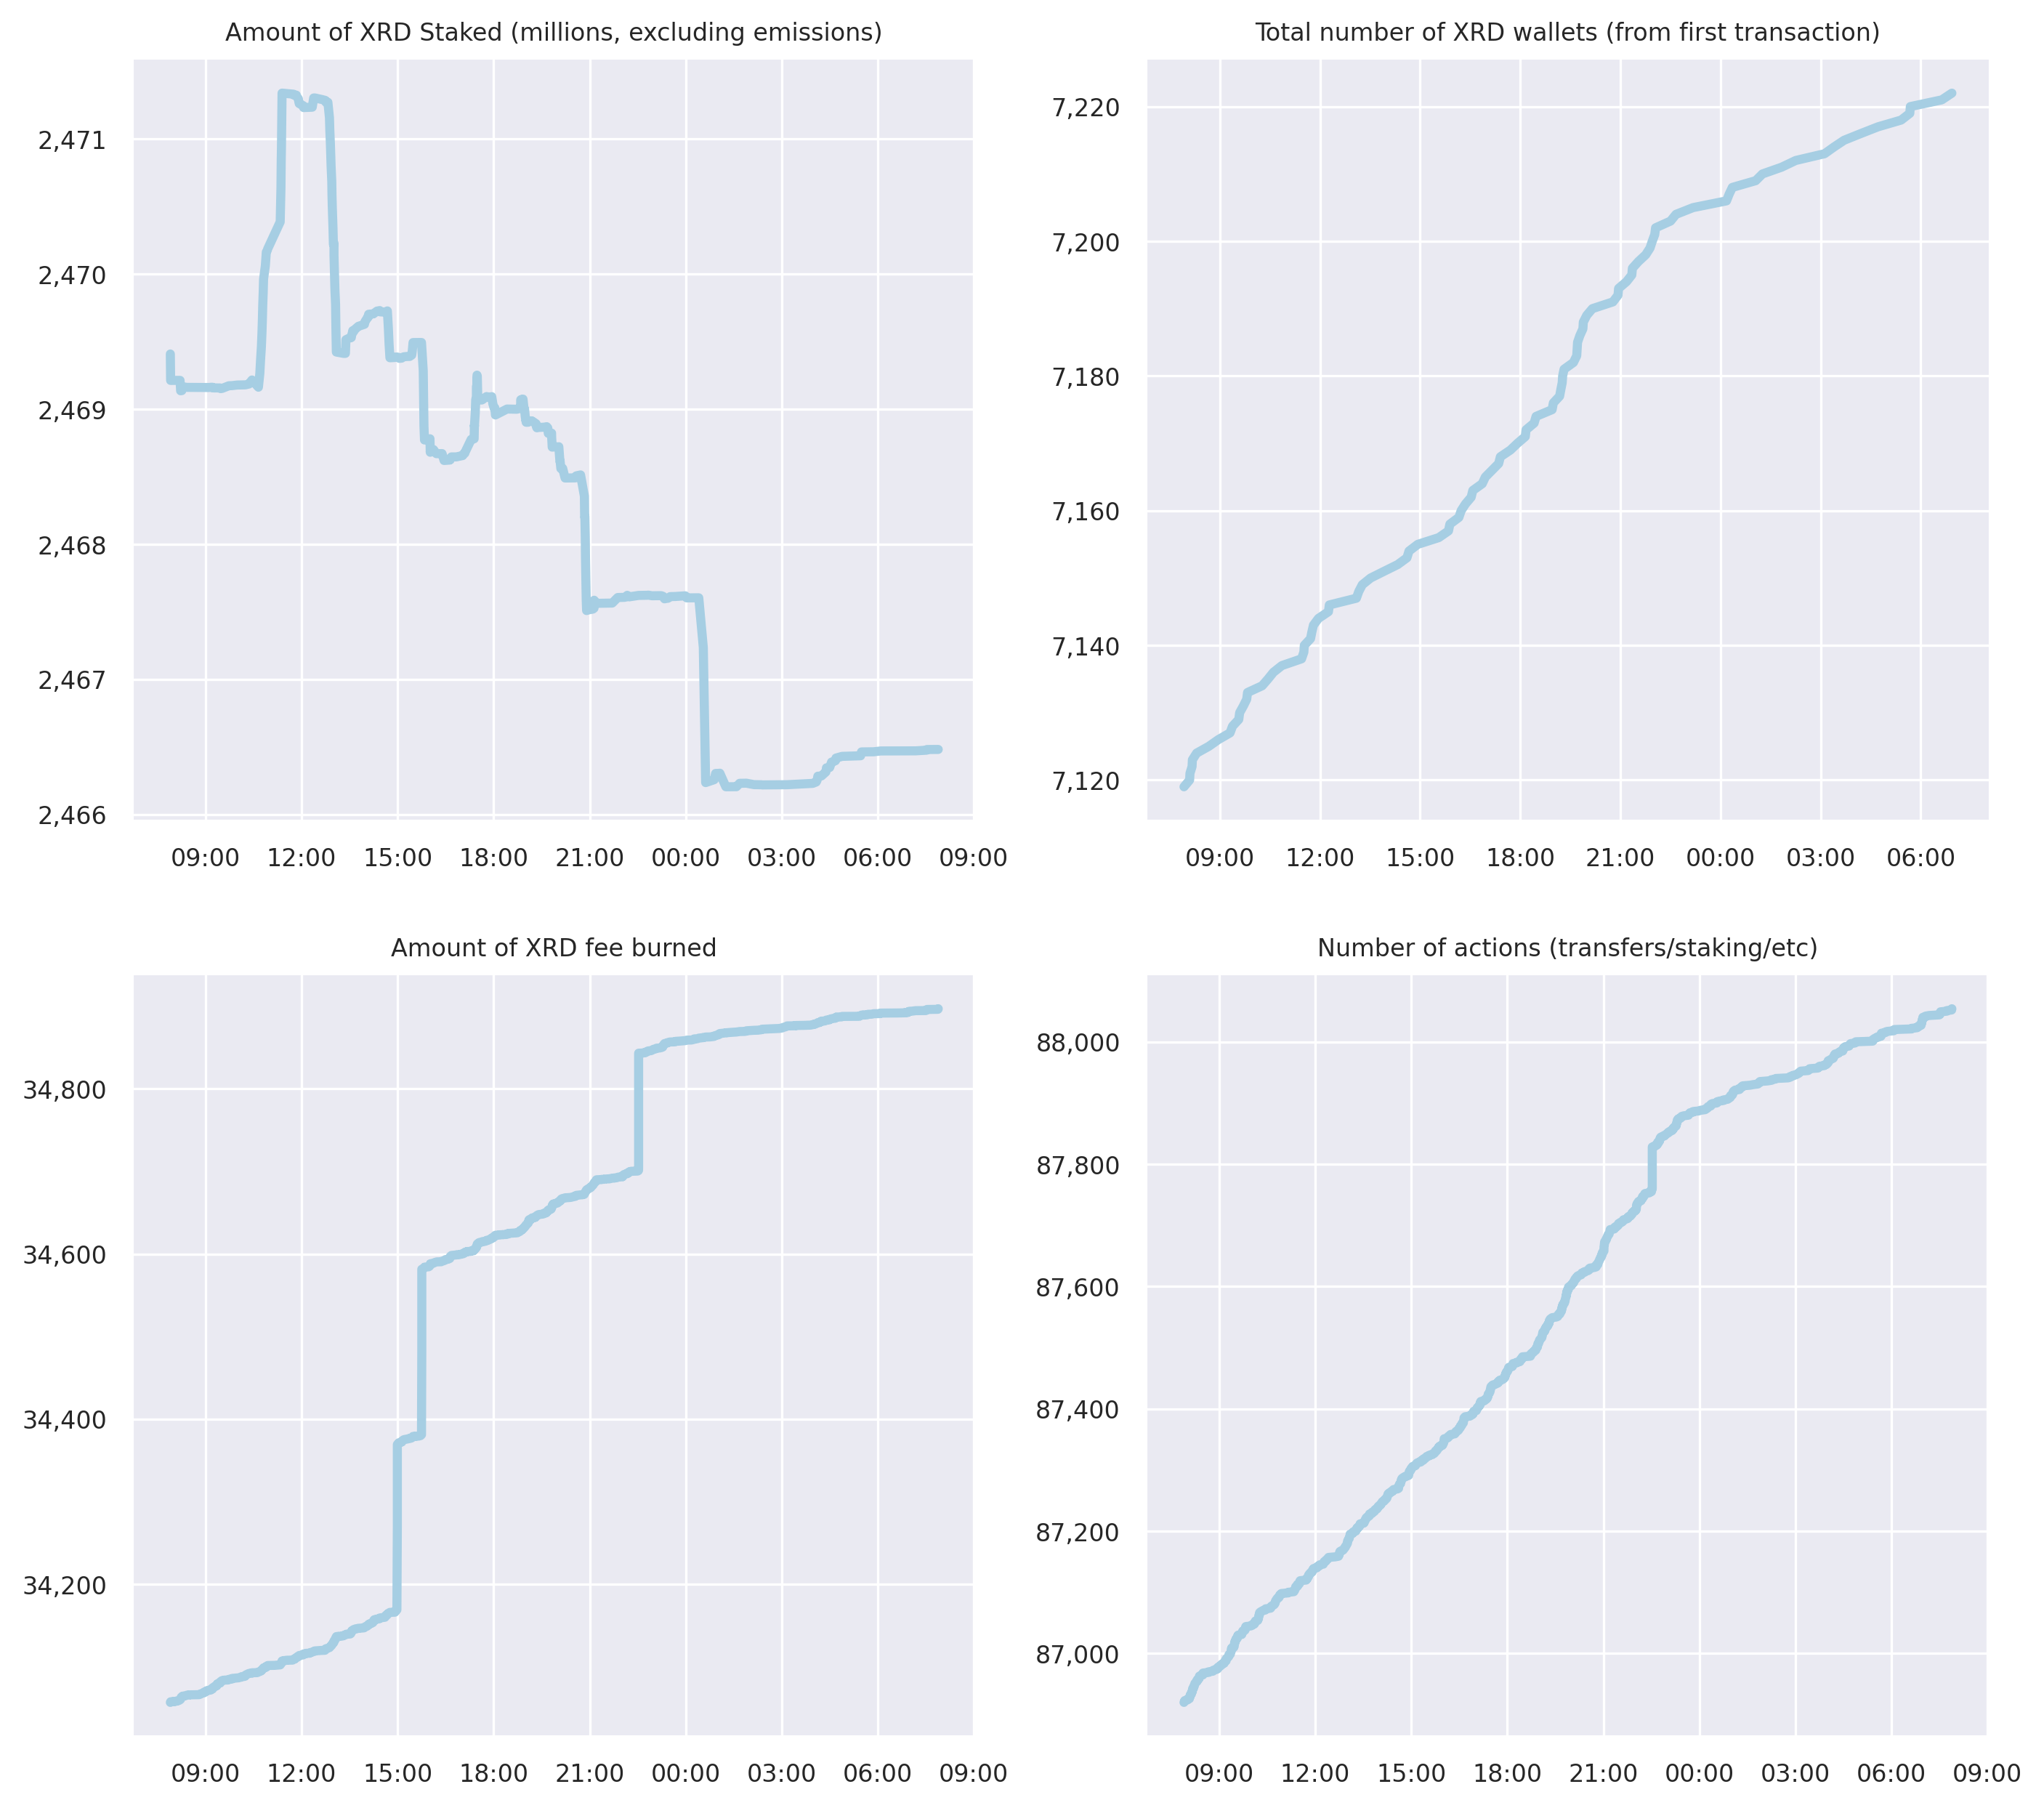 Amount of XRD Staked (millions, excluding emissions)
2,471
2,470
2,469
2,468
2,467
2,466
09:00 12:00 15:00 18:00 21:00 00:00 03:00 06:00 09:00
Total number of XRD wallets (from first transaction)
7,220
7,200
7,180
7,160
7,140
7,120
09:00 12:00 15:00 18:00 21:00 00:00 03:00 06:00
Amount of XRD fee burned
34,800
34,600
34,400
34,200
09:00 12:00 15:00 18:00 21:00 00:00 03:00 06:00 09:00
Number of actions (transfers/staking/etc)
88,000
87,800
87,600
87,400
87,200
87,000
09:00 12:00 15:00 18:00 21:00 00:00 03:00 06:00 09:00